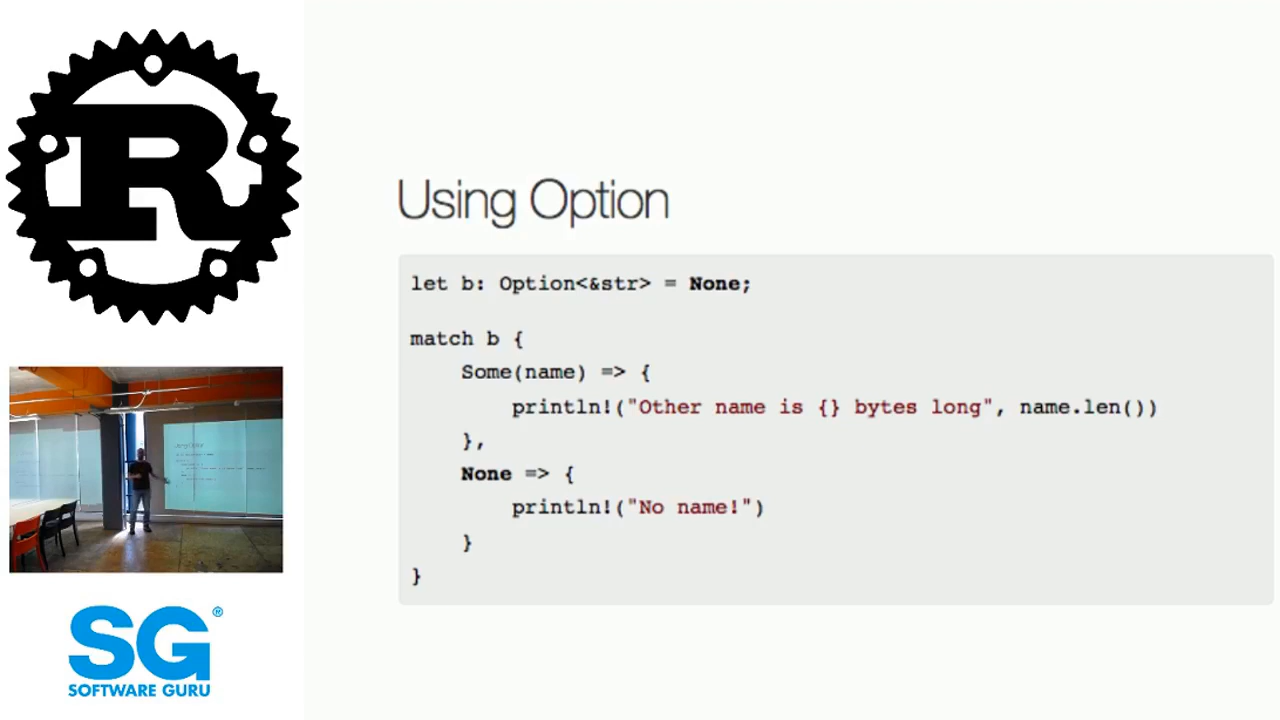 R
Using Option
let b: Option<&str> = None;
match b {
Some(name) => {
println!("Other name is {} bytes long", name.len())
},
None => {
println!("No name!")
}
}
SG®
SOFTWARE GURU